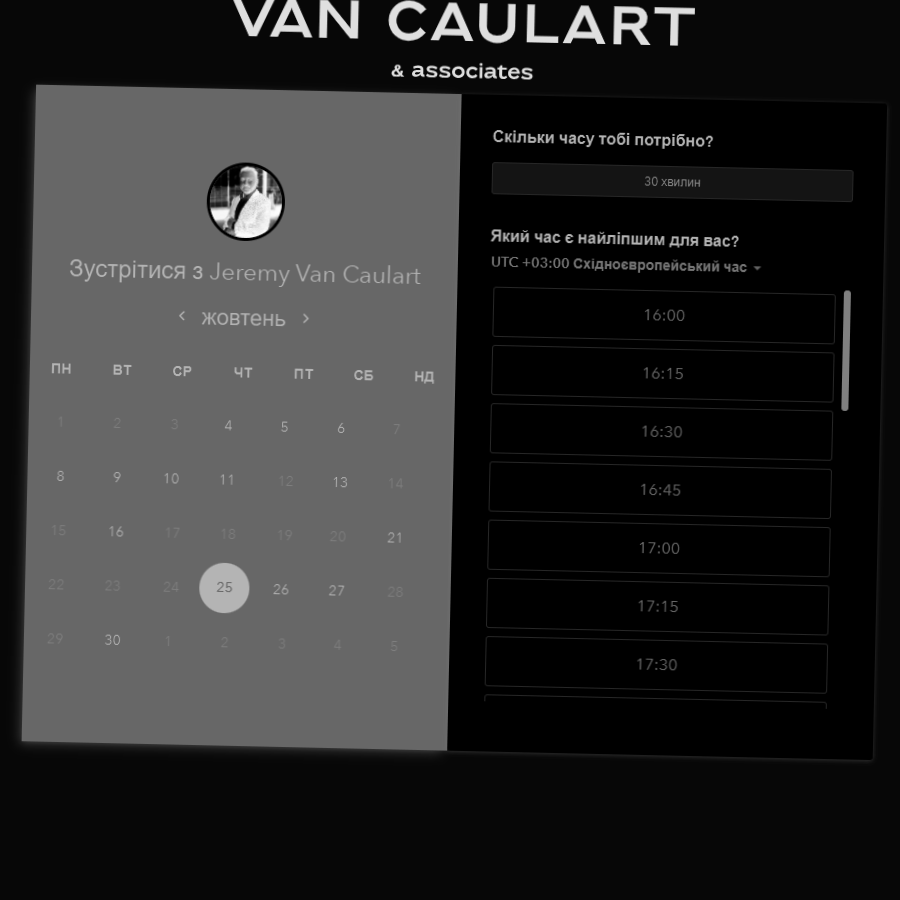 VAN CAULART
& associates
Зустрітися з Jeremy Van Caulart
жовтень
ПН ВТ СР ЧТ ПТ СБ НД
1 2 3 4 5 6 7
8 9 10 11 12 13 14
15 16 17 18 19 20 21
22 23 24 25 26 27 28
29 30 1 2 3 4 5
Скільки часу тобі потрібно?
30 хвилин
Який час є найліпшим для вас?
UTC +03:00 Східноєвропейський час
16:00
16:15
16:30
16:45
17:00
17:15
17:30